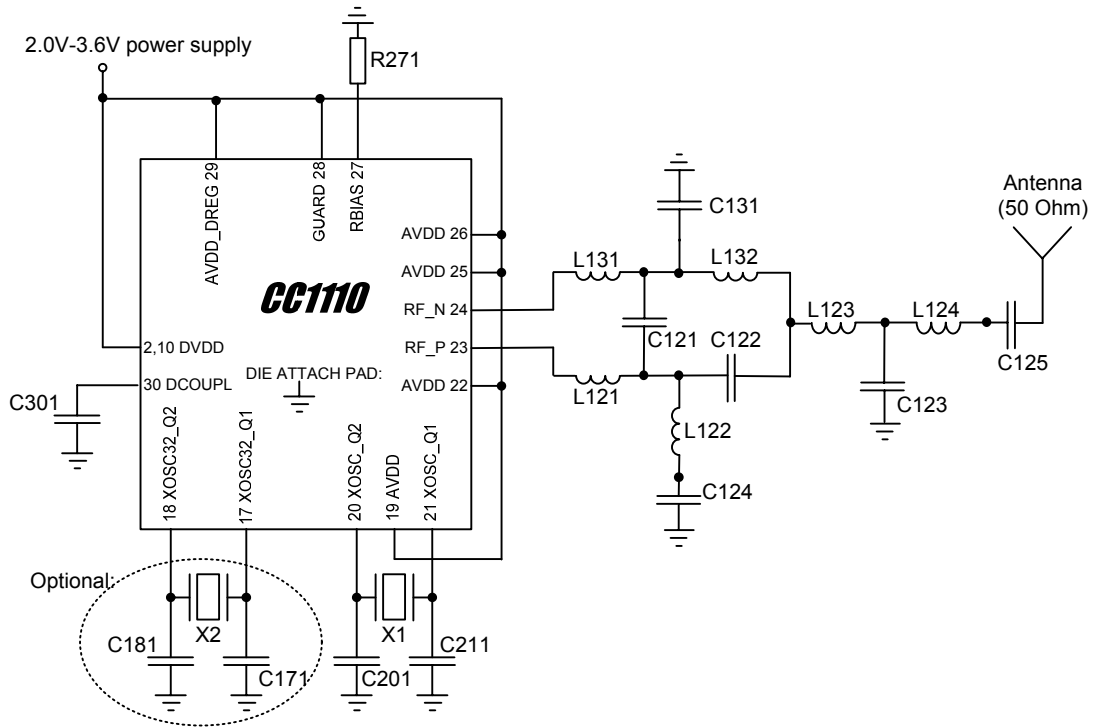 2.0V-3.6V power supply
R271
AVDD_DREG 29
GUARD 28
RBIAS 27
Antenna
(50 Ohm)
C131
AVDD 26
L131
L132
AVDD 25
CC1110
RF_N 24
L123
L124
C121
C122
2,10 DVDD
RF_P 23
C125
30 DCOUPL
DIE ATTACH PAD:
AVDD 22
L121
C301
C123
L122
18 XOSC32_Q2
17 XOSC32_Q1
20 XOSC_Q2
19 AVDD
21 XOSC_Q1
C124
Optional:
X2
X1
C181
C171
C201
C211